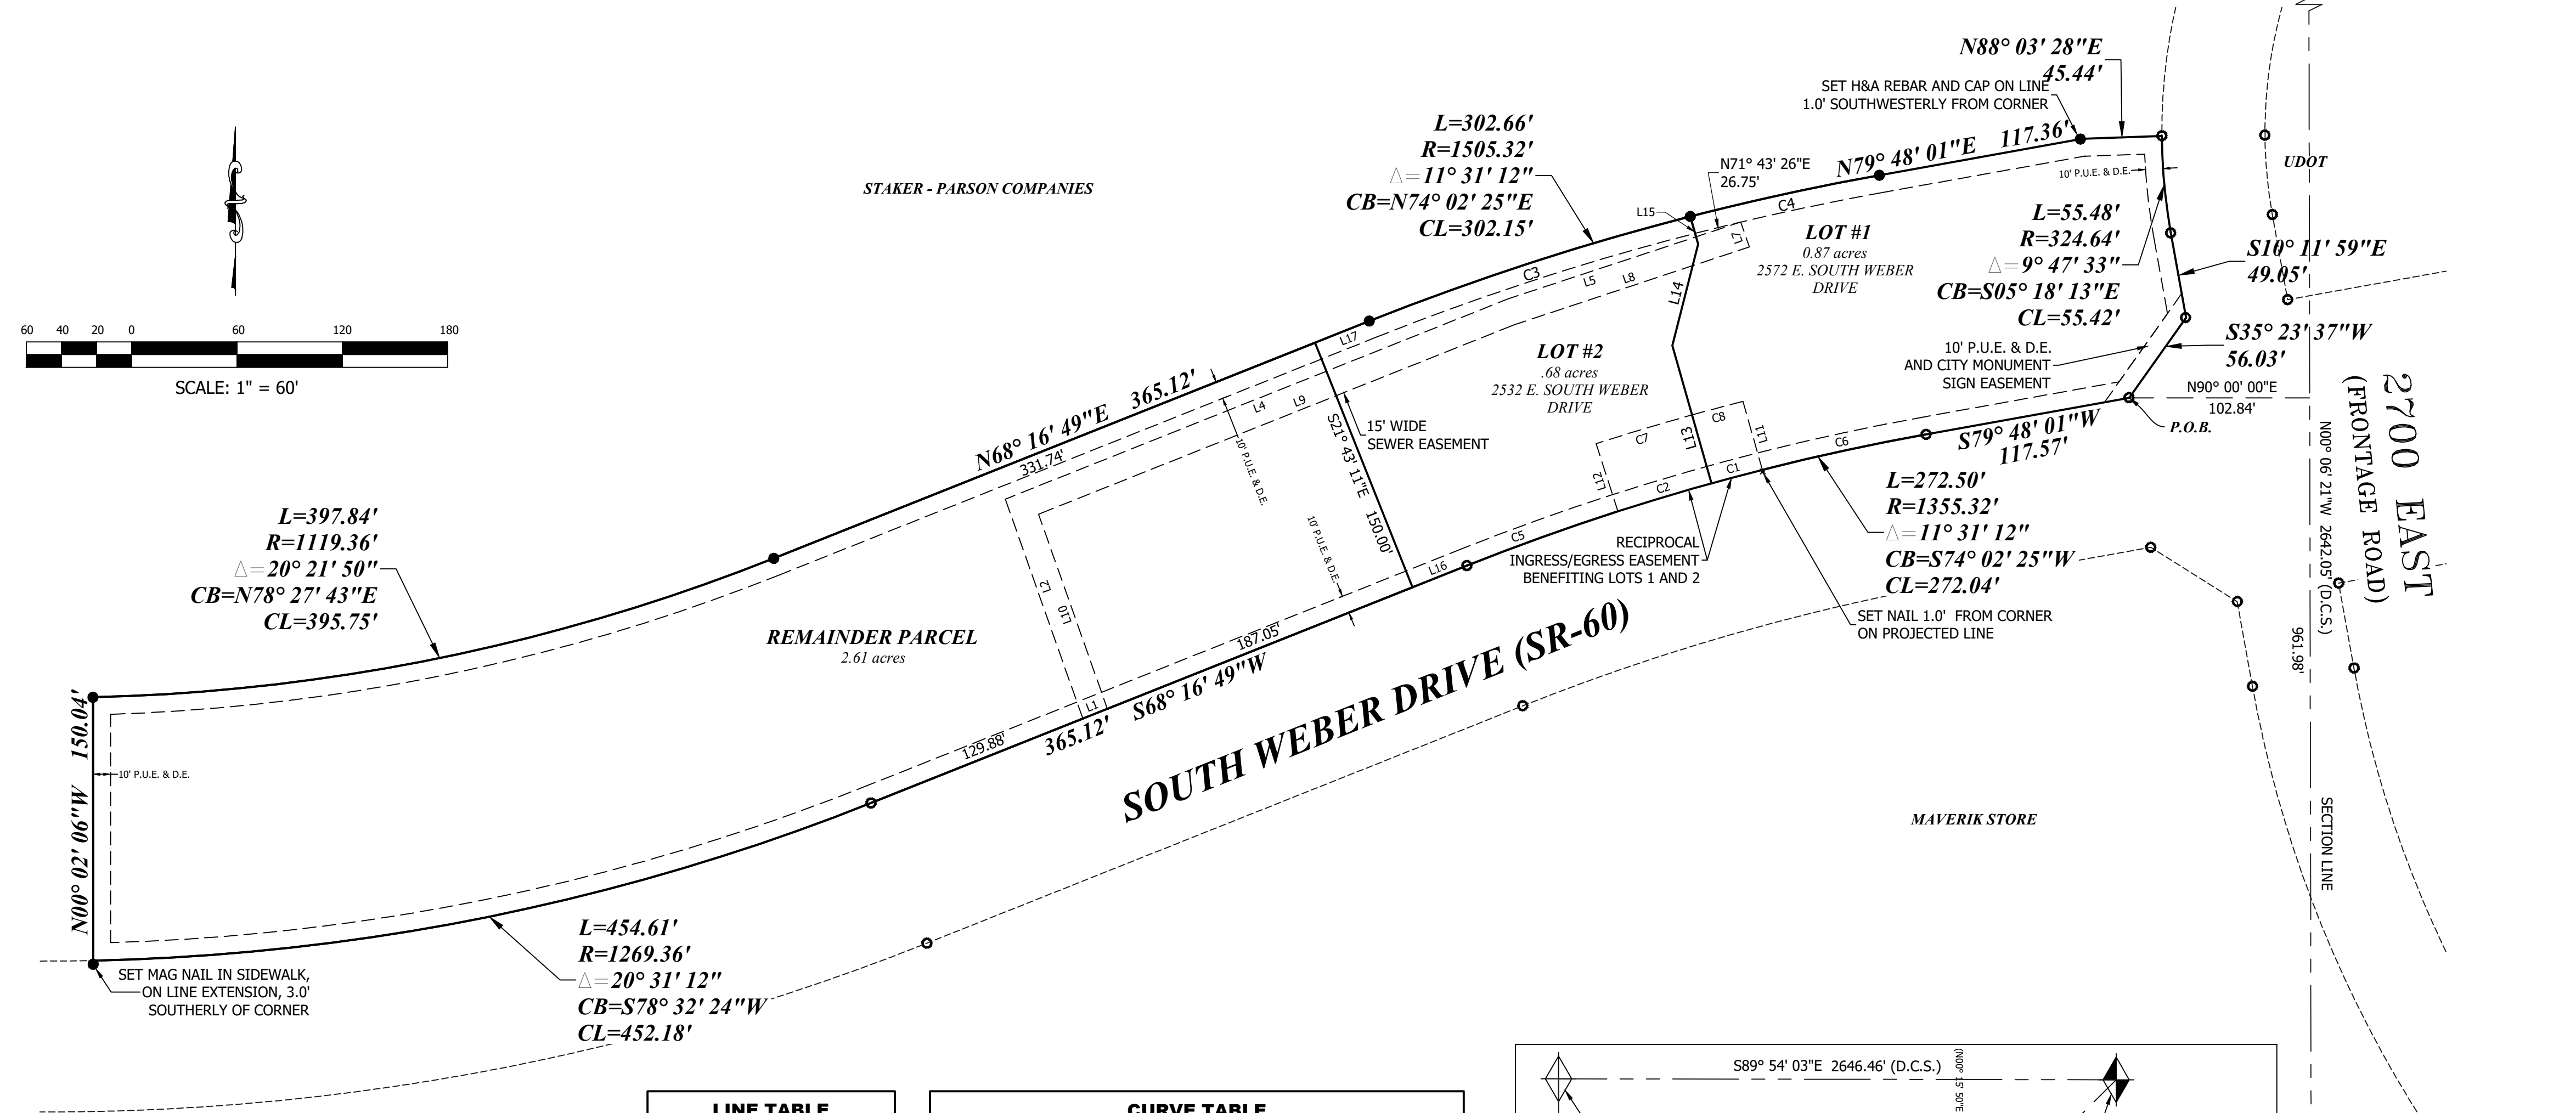 N88° 03' 28"E
45.44'
SET H&A REBAR AND CAP ON LINE
1.0' SOUTHWESTERLY FROM CORNER
L=302.66'
R=1505.32'
Δ=11° 31' 12"
CB=N74° 02' 25"E
CL=302.15'
N71° 43' 26"E
26.75'
N79° 48' 01"E 117.36'
STAKER - PARSON COMPANIES
UDOT
10' P.U.E. & D.E.
L15
C4
L7
LOT #1
0.87 acres
2572 E. SOUTH WEBER
DRIVE
L=55.48'
R=324.64'
Δ=9° 47' 33"
CB=S05° 18' 13"E
CL=55.42'
S10° 11' 59"E
49.05'
S35° 23' 37"W
56.03'
C3
L5
L8
L14
60 40 20 0 60 120 180
SCALE: 1" = 60'
L17
LOT #2
.68 acres
2532 E. SOUTH WEBER
DRIVE
10' P.U.E. & D.E.
AND CITY MONUMENT
SIGN EASEMENT
N90° 00' 00"E
102.84'
P.O.B.
2700 EAST
(FRONTAGE ROAD)
N00° 06' 21"W 2642.05' (D.C.S.)
961.98'
SECTION LINE
N68° 16' 49"E 365.12'
331.74'
L4
L9
10' P.U.E. & D.E.
10' P.U.E. & D.E.
S21° 43' 11"E 150.00'
15' WIDE
SEWER EASEMENT
C7
C8
L13
L11
L12
C6
C1
C2
C5
L16
S79° 48' 01"W
117.57'
L=272.50'
R=1355.32'
Δ=11° 31' 12"
CB=S74° 02' 25"W
CL=272.04'
RECIPROCAL
INGRESS/EGRESS EASEMENT
BENEFITING LOTS 1 AND 2
SET NAIL 1.0' FROM CORNER
ON PROJECTED LINE
L=397.84'
R=1119.36'
Δ=20° 21' 50"
CB=N78° 27' 43"E
CL=395.75'
L2
L10
REMAINDER PARCEL
2.61 acres
187.05'
L1
S68° 16' 49"W
365.12'
129.88'
SOUTH WEBER DRIVE (SR-60)
N00° 02' 06"W 150.04'
10' P.U.E. & D.E.
MAVERIK STORE
SET MAG NAIL IN SIDEWALK,
ON LINE EXTENSION, 3.0'
SOUTHERLY OF CORNER
L=454.61'
R=1269.36'
Δ=20° 31' 12"
CB=S78° 32' 24"W
CL=452.18'
S89° 54' 03"E 2646.46' (D.C.S.)
(N00° 15' 50"E
LINE TABLE
CURVE TABLE